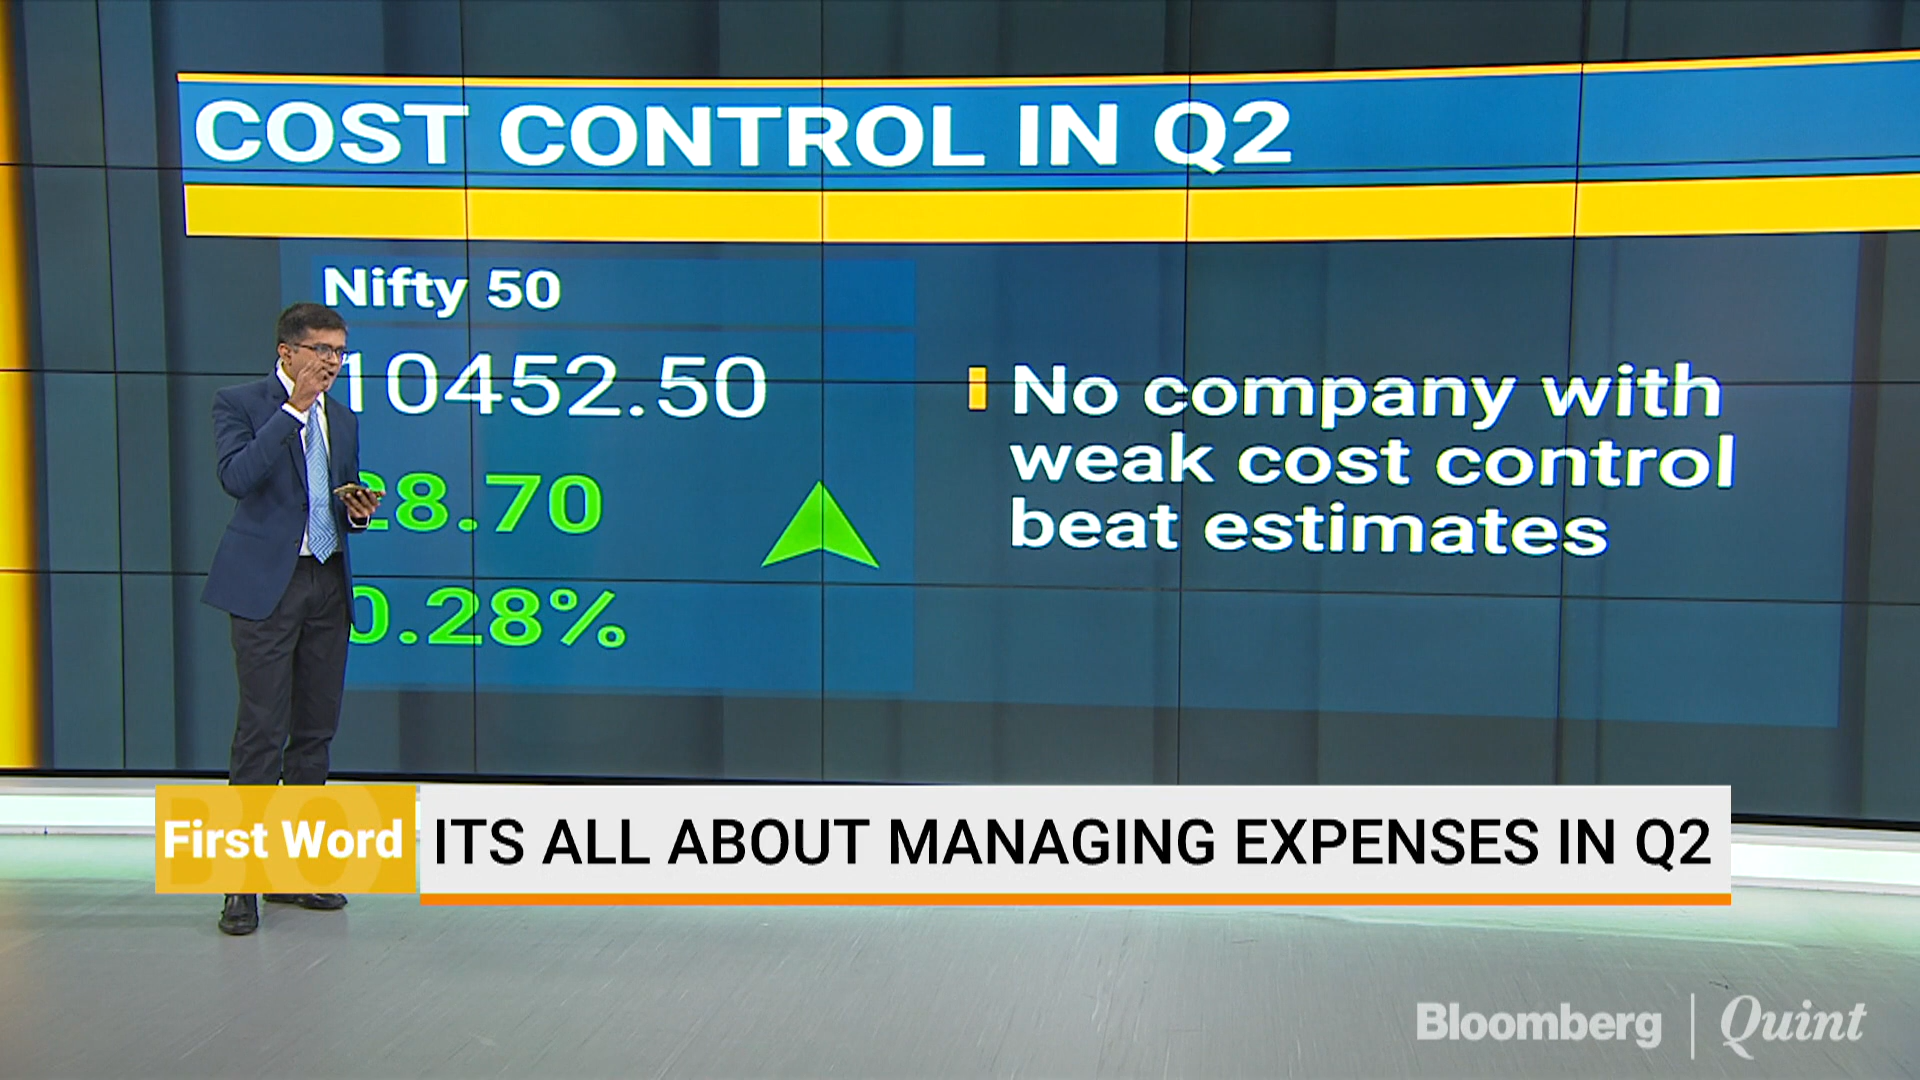 COST CONTROL IN Q2
Nifty 50
10452.50
28.70
0.28%
No company with
weak cost control
beat estimates
First Word
ITS ALL ABOUT MANAGING EXPENSES IN Q2
Bloomberg | Quint